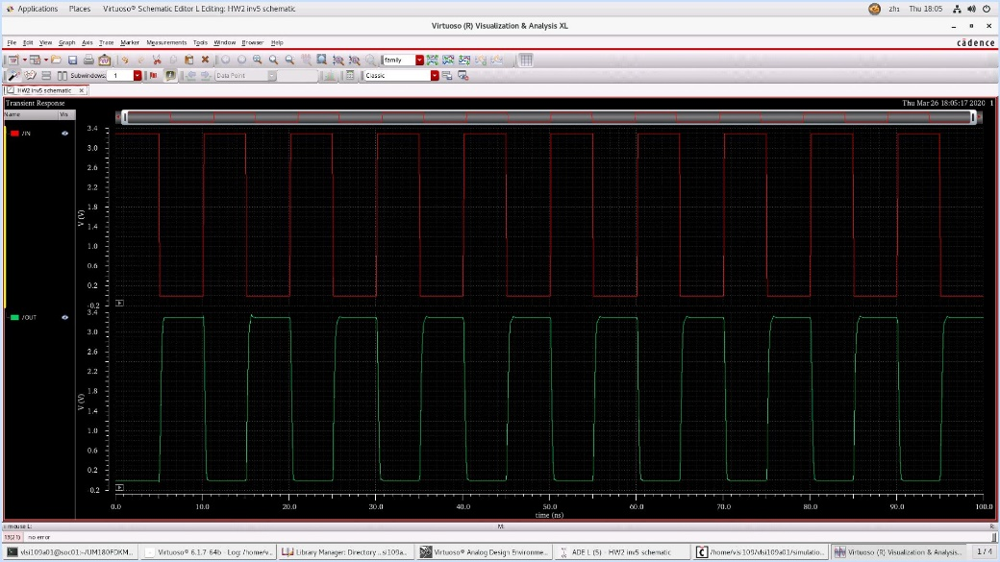 Applications Places Virtuoso® Schematic Editor L Editing: HW2 inv5 schematic zh₁ Thu 18:05
Virtuoso (R) Visualization & Analysis XL
File Edit View Graph Axis Trace Marker Measurements Tools Window Browser Help cādence
family
Subwindows: 1 Data Point Classic
HW2 inv5 schematic
Transient Response Thu Mar 26 18:05:17 2020 1
Name Vis
/IN
3.4
3.0
2.6
2.2
1.8
1.4
1.0
0.6
0.2
-0.2
V (V)
/OUT
3.4
3.0
2.6
2.2
1.8
1.4
1.0
0.6
0.2
0.2
V (V)
0.0 10.0 20.0 30.0 40.0 50.0 60.0 70.0 80.0 90.0 100.0
time (ns)
mouse L: M: R:
13(21) no error
vlsi109a01@soc01:~/UM180FDKM... Virtuoso® 6.1.7-64b - Log: /home/v... Library Manager: Directory ...si109a... Virtuoso® Analog Design Environme... ADE L (5) - HW2 inv5 schematic /home/vlsi109/vlsi109a01/simulatio... Virtuoso (R) Visualization & Analysis... 1 / 4